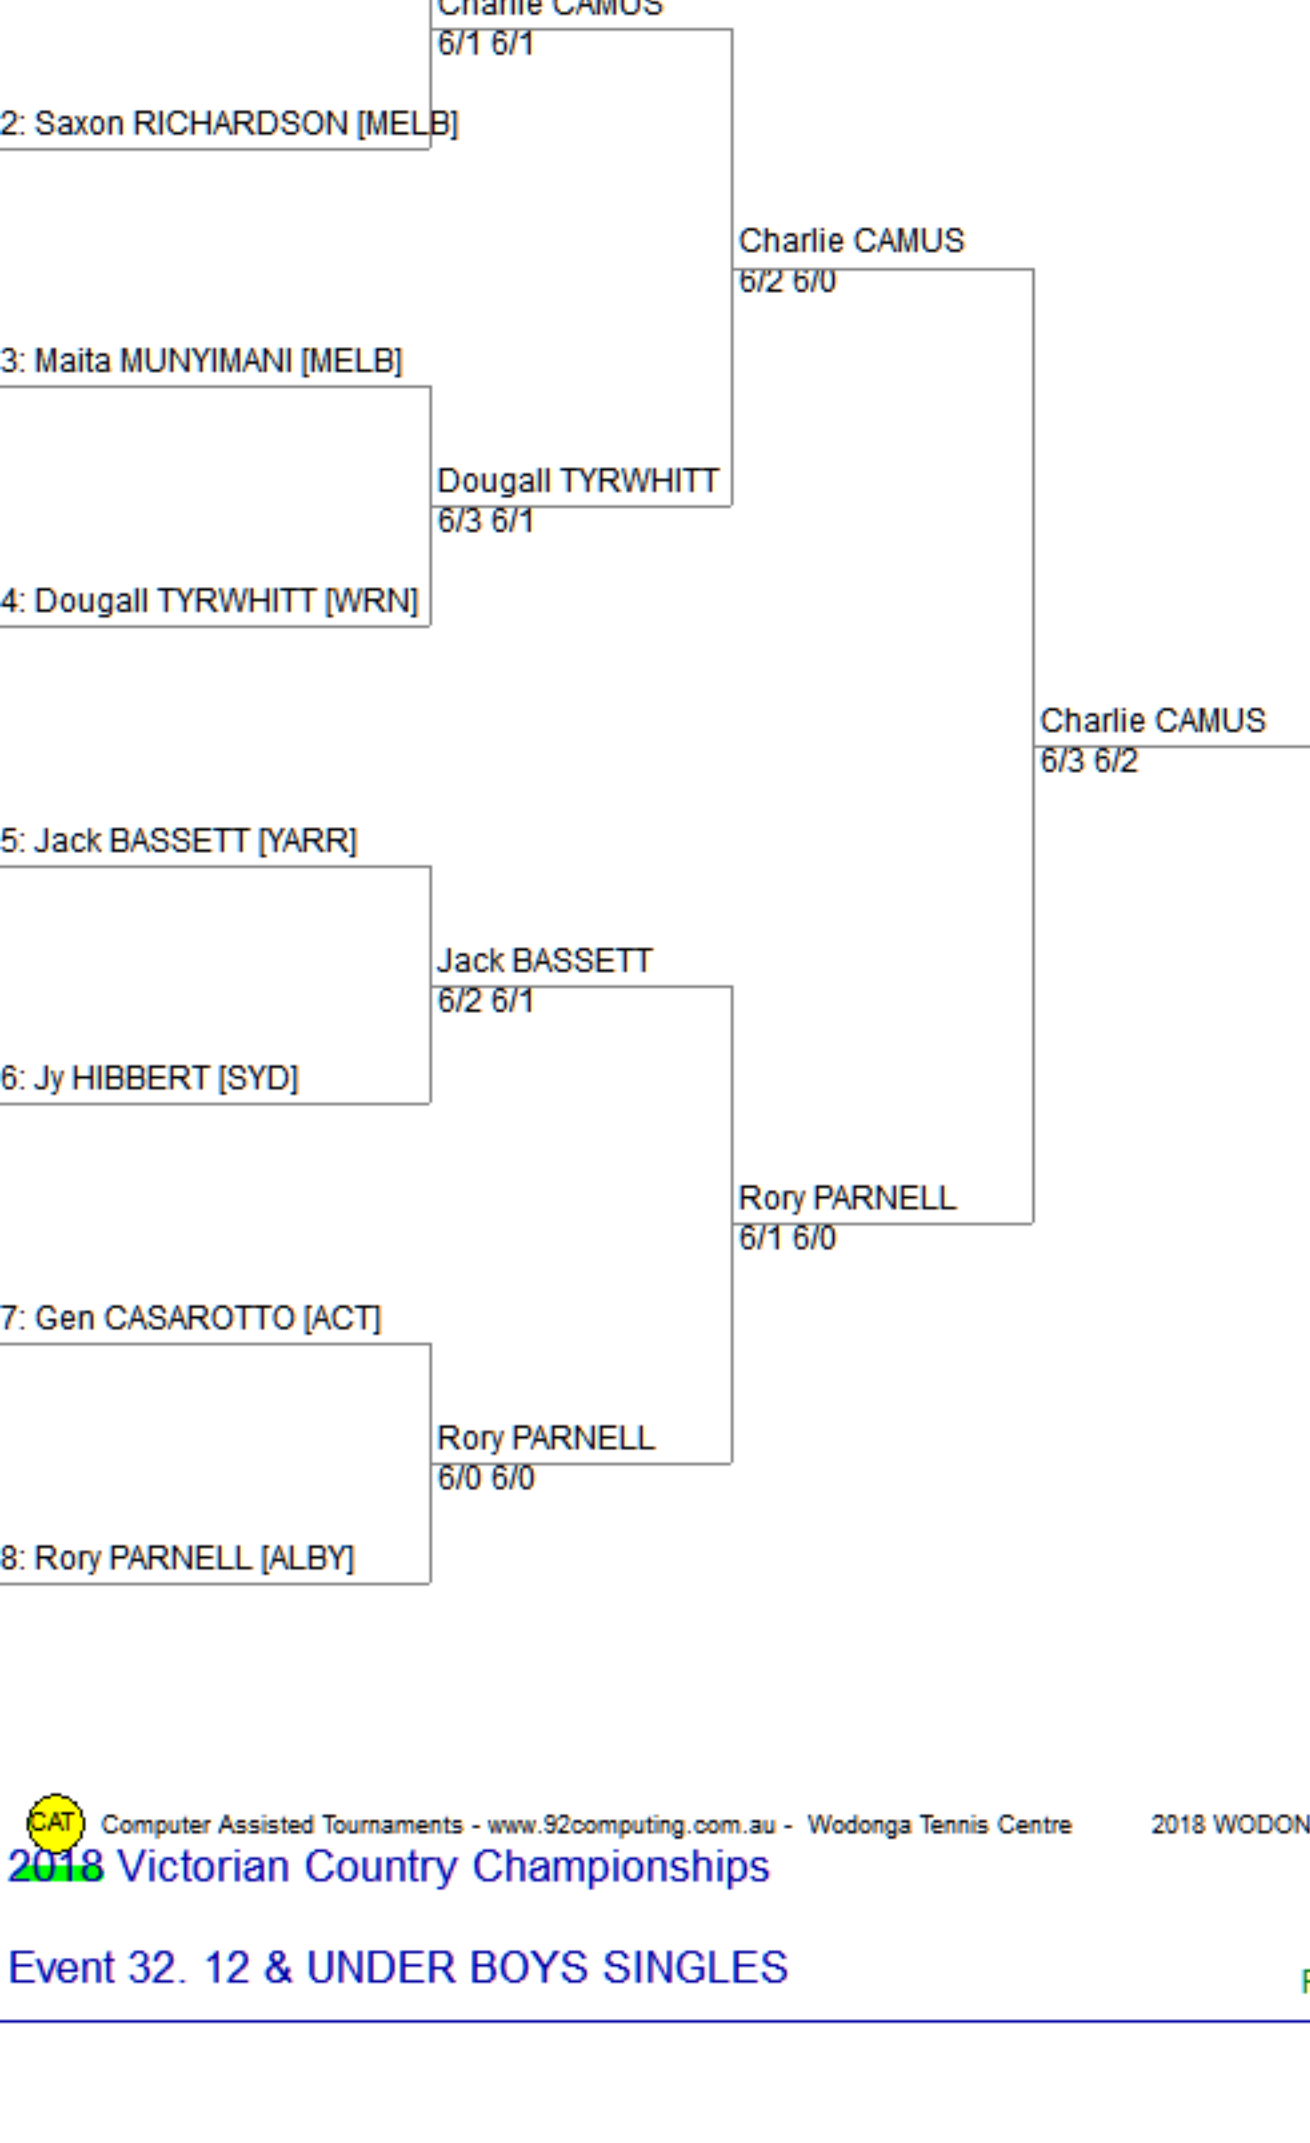 Charlie CAMUS
6/1 6/1
2: Saxon RICHARDSON [MELB]
Charlie CAMUS
6/2 6/0
3: Maita MUNYIMANI [MELB]
Dougall TYRWHITT
6/3 6/1
4: Dougall TYRWHITT [WRN]
Charlie CAMUS
6/3 6/2
5: Jack BASSETT [YARR]
Jack BASSETT
6/2 6/1
6: Jy HIBBERT [SYD]
Rory PARNELL
6/1 6/0
7: Gen CASAROTTO [ACT]
Rory PARNELL
6/0 6/0
8: Rory PARNELL [ALBY]
CAT Computer Assisted Tournaments - www.92computing.com.au - Wodonga Tennis Centre 2018 WODON
2018 Victorian Country Championships
Event 32. 12 & UNDER BOYS SINGLES